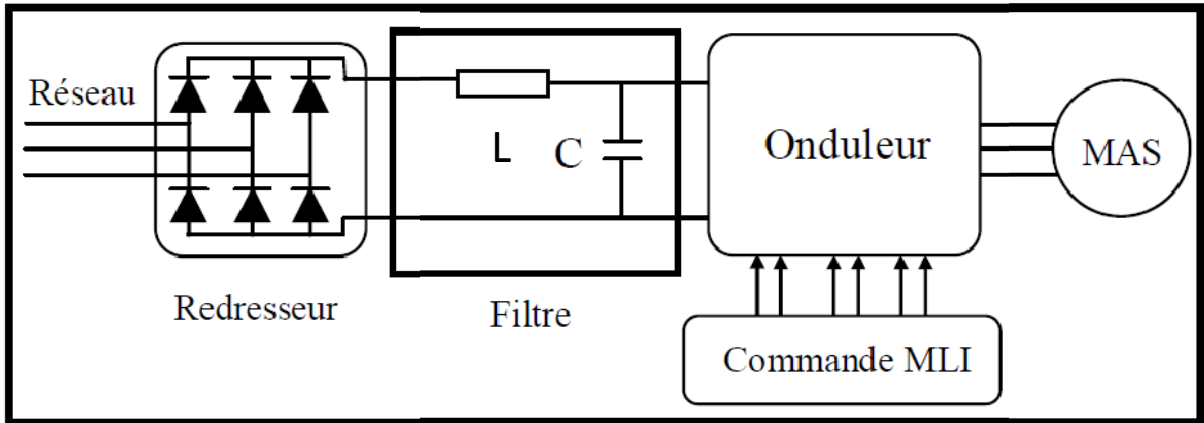 Réseau
L
C
Onduleur
MAS
Redresseur
Filtre
Commande MLI